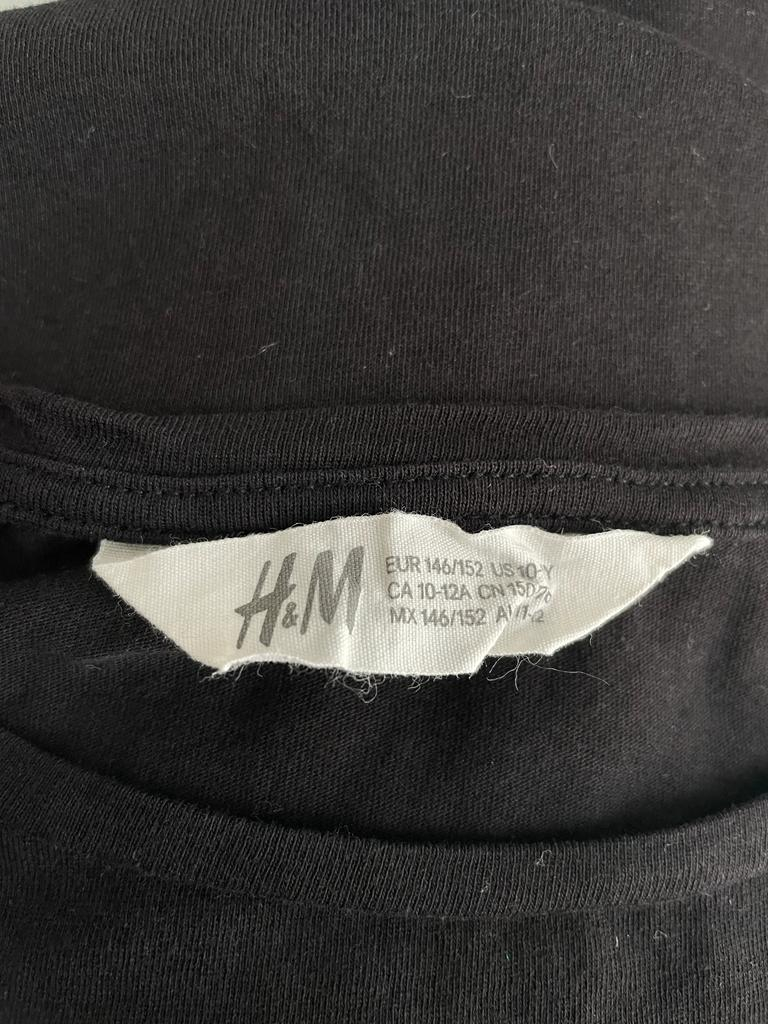 H&M
EUR 146/152 US 10-Y
CA 10-12A CN 150
MX 146/152